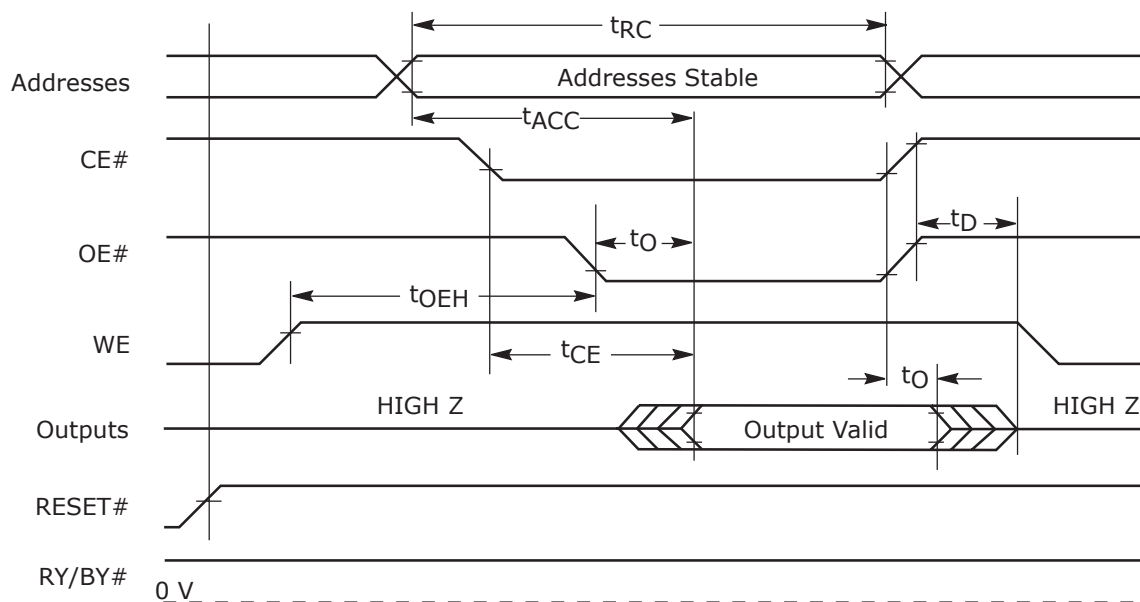 tRC
Addresses
Addresses Stable
tACC
CE#
tD
OE#
tO
tOEH
WE
tCE
tO
HIGH Z
HIGH Z
Outputs
Output Valid
RESET#
RY/BY#
0 V